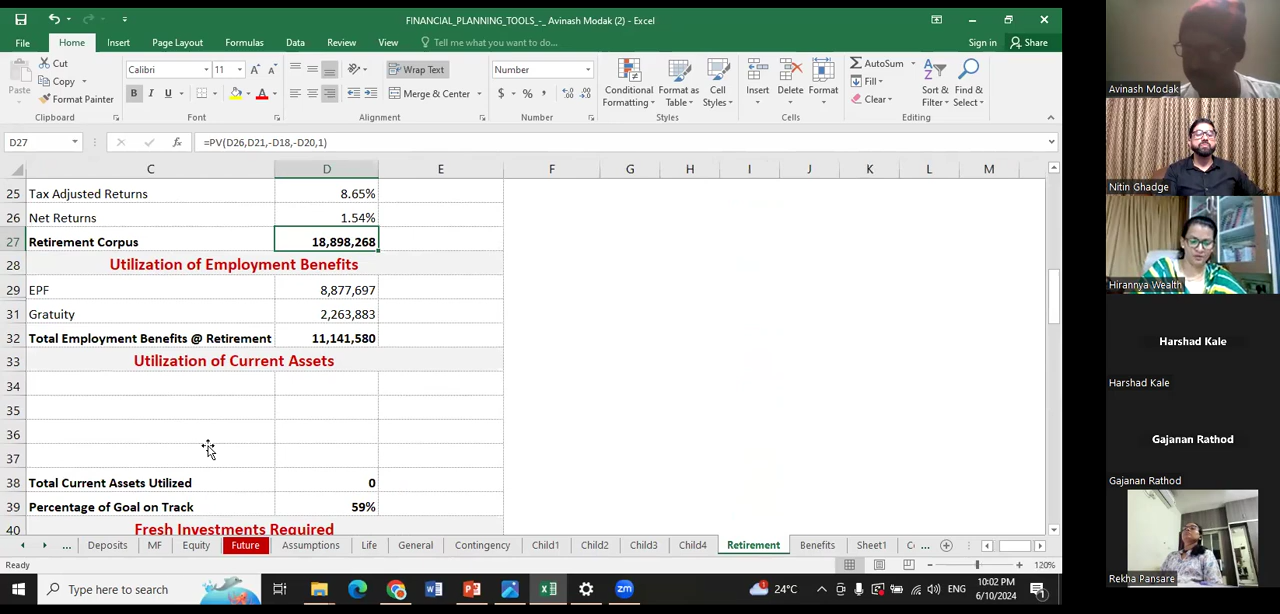 FINANCIAL_PLANNING_TOOLS_-_ Avinash Modak (2) - Excel
File Home Insert Page Layout Formulas Data Review View Tell me what you want to do... Sign in Share
Cut
Copy
Format Painter
Paste
Clipboard
Calibri 11
B I U
Font
Wrap Text
Merge & Center
Alignment
Number
$ % ,
Number
Conditional Formatting
Format as Table
Cell Styles
Styles
Insert Delete Format
Cells
AutoSum
Fill
Clear
Sort & Filter
Find & Select
Editing
D27 fx =PV(D26,D21,-D18,-D20,1)
C D E F G H I J K L M
25 Tax Adjusted Returns 8.65%
26 Net Returns 1.54%
27 Retirement Corpus 18,898,268
28 Utilization of Employment Benefits
29 EPF 8,877,697
31 Gratuity 2,263,883
32 Total Employment Benefits @ Retirement 11,141,580
33 Utilization of Current Assets
34
35
36
37
38 Total Current Assets Utilized 0
39 Percentage of Goal on Track 59%
40 Fresh Investments Required
... Deposits MF Equity Future Assumptions Life General Contingency Child1 Child2 Child3 Child4 Retirement Benefits Sheet1 ...
Ready 120%
Type here to search
24°C ENG 10:02 PM
6/10/2024
Avinash Modak
Nitin Ghadge
Hirannya Wealth
Harshad Kale
Harshad Kale
Gajanan Rathod
Gajanan Rathod
Rekha Pansare